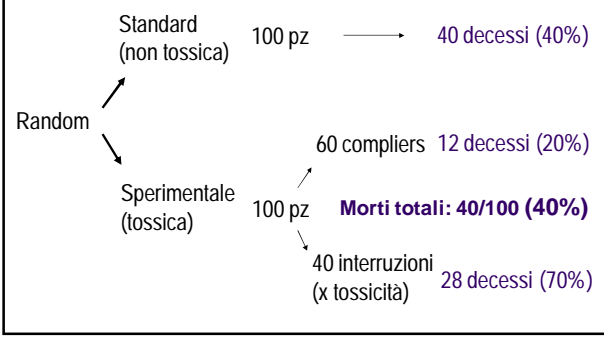 Standard
(non tossica)
100 pz
40 decessi (40%)
Random
60 compliers
12 decessi (20%)
Sperimentale
(tossica)
100 pz
Morti totali: 40/100 (40%)
40 interruzioni
(x tossicità)
28 decessi (70%)